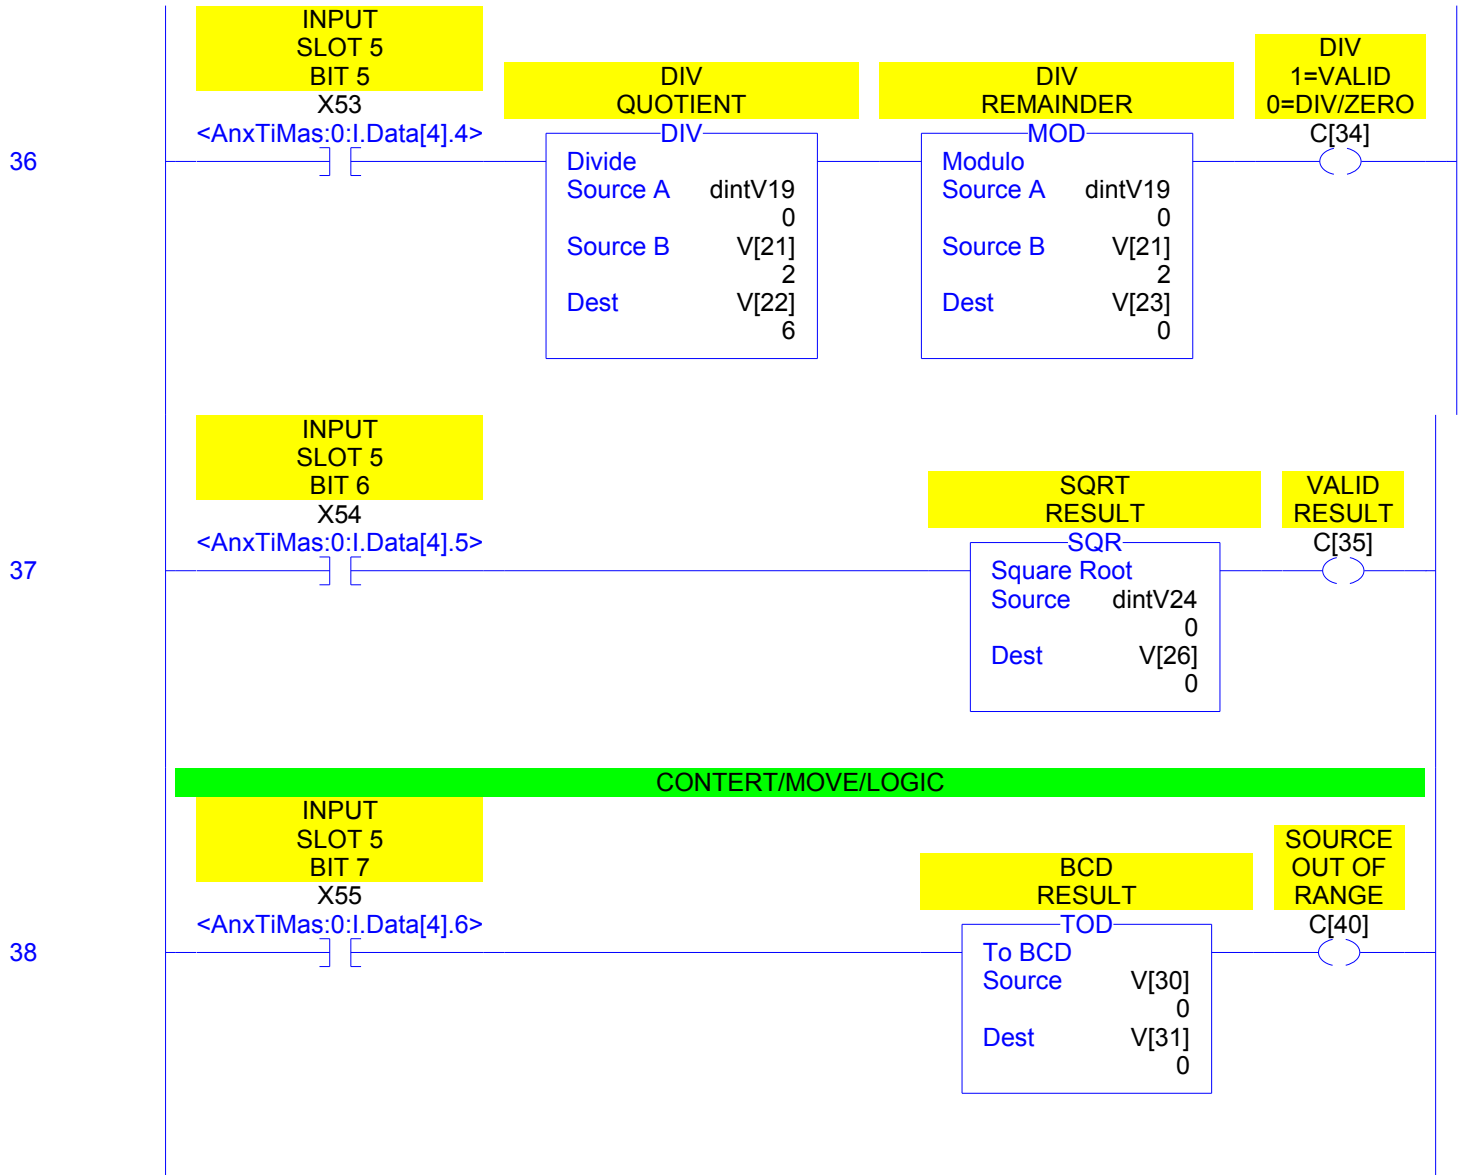 INPUT
SLOT 5
BIT 5
X53
<AnxTiMas:0:I.Data[4].4>
DIV
QUOTIENT
DIV
REMAINDER
DIV
1=VALID
0=DIV/ZERO
C[34]
36
DIV
Divide
Source A dintV19
0
Source B V[21]
2
Dest V[22]
6
MOD
Modulo
Source A dintV19
0
Source B V[21]
2
Dest V[23]
0
INPUT
SLOT 5
BIT 6
X54
<AnxTiMas:0:I.Data[4].5>
SQRT
RESULT
VALID
RESULT
C[35]
37
SQR
Square Root
Source dintV24
0
Dest V[26]
0
CONTERT/MOVE/LOGIC
INPUT
SLOT 5
BIT 7
X55
<AnxTiMas:0:I.Data[4].6>
BCD
RESULT
SOURCE
OUT OF
RANGE
C[40]
38
TOD
To BCD
Source V[30]
0
Dest V[31]
0